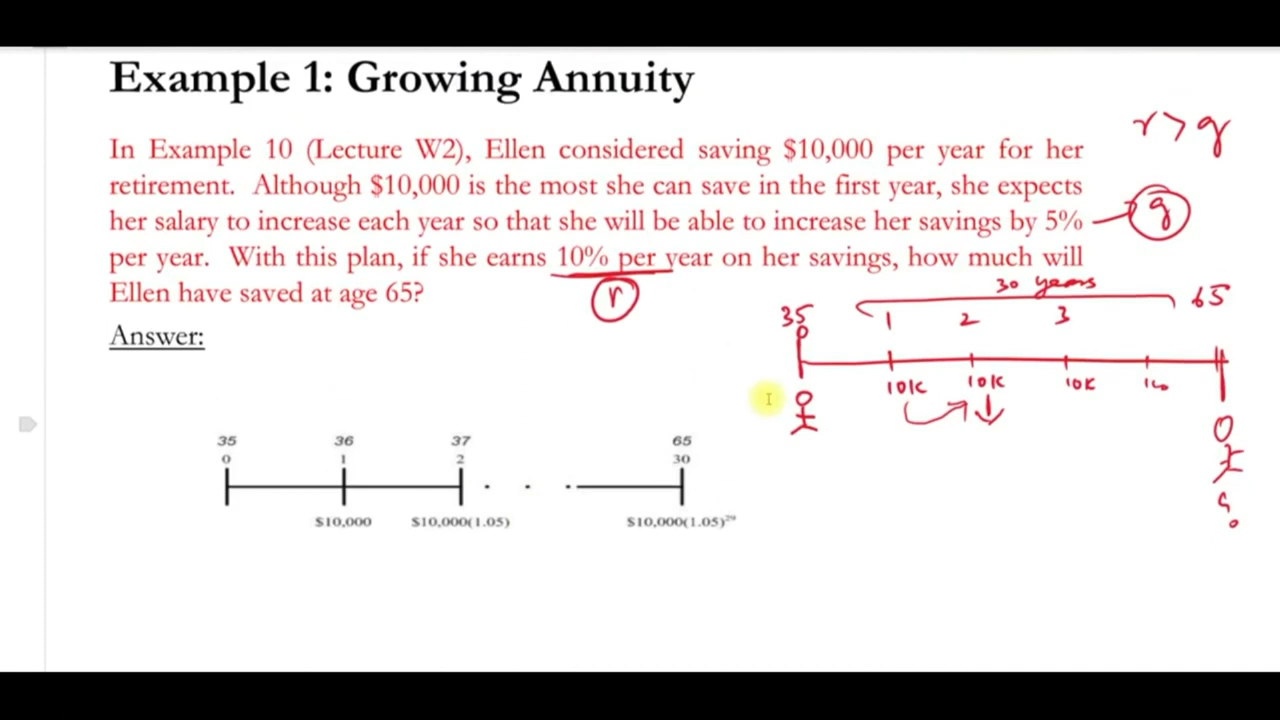 Example 1: Growing Annuity
r > g
In Example 10 (Lecture W2), Ellen considered saving $10,000 per year for her
retirement. Although $10,000 is the most she can save in the first year, she expects
her salary to increase each year so that she will be able to increase her savings by 5%
g
per year. With this plan, if she earns 10% per year on her savings, how much will
Ellen have saved at age 65?
r
30 years
65
Answer:
35
1 2 3
10K 10K 10K
35 36 37 65
0 1 2 30
$10,000 $10,000(1.05) $10,000(1.05)²⁹
?